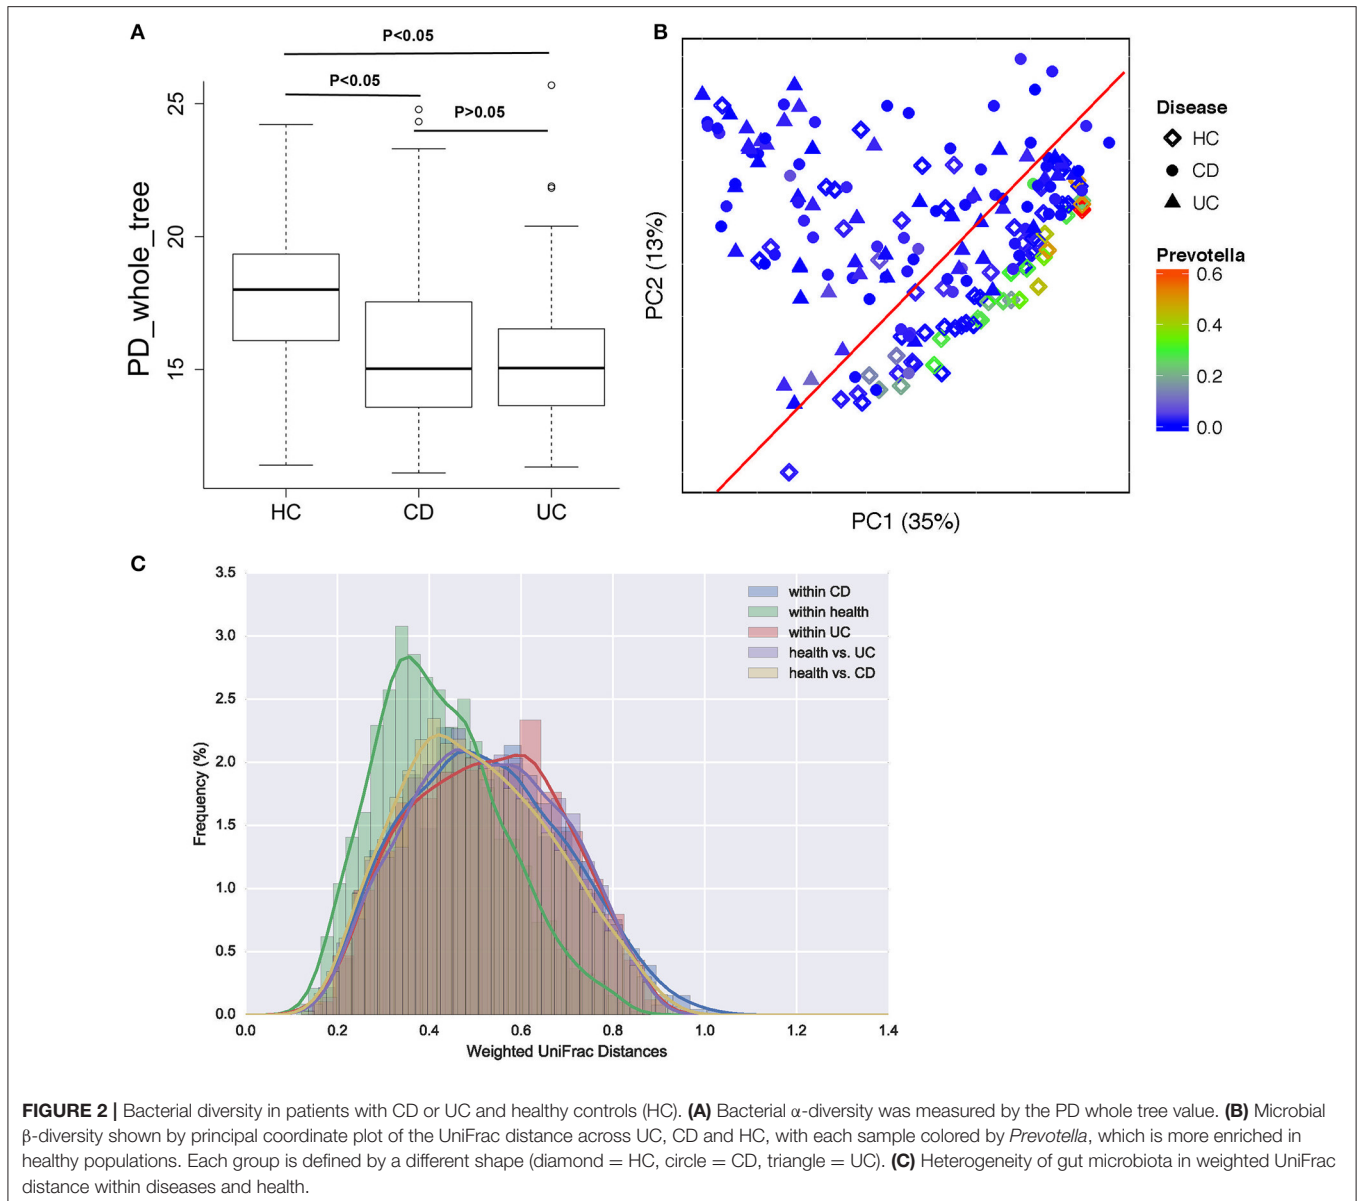 A
P<0.05
P<0.05
P>0.05
PD_whole_tree
25
20
15
HC
CD
UC
B
PC2 (13%)
PC1 (35%)
Disease
HC
CD
UC
Prevotella
0.6
0.4
0.2
0.0
C
3.5
3.0
2.5
2.0
1.5
1.0
0.5
0.0
Frequency (%)
within CD
within health
within UC
health vs. UC
health vs. CD
0.0 0.2 0.4 0.6 0.8 1.0 1.2 1.4
Weighted UniFrac Distances
FIGURE 2 | Bacterial diversity in patients with CD or UC and healthy controls (HC). (A) Bacterial α-diversity was measured by the PD whole tree value. (B) Microbial
β-diversity shown by principal coordinate plot of the UniFrac distance across UC, CD and HC, with each sample colored by Prevotella, which is more enriched in
healthy populations. Each group is defined by a different shape (diamond = HC, circle = CD, triangle = UC). (C) Heterogeneity of gut microbiota in weighted UniFrac
distance within diseases and health.